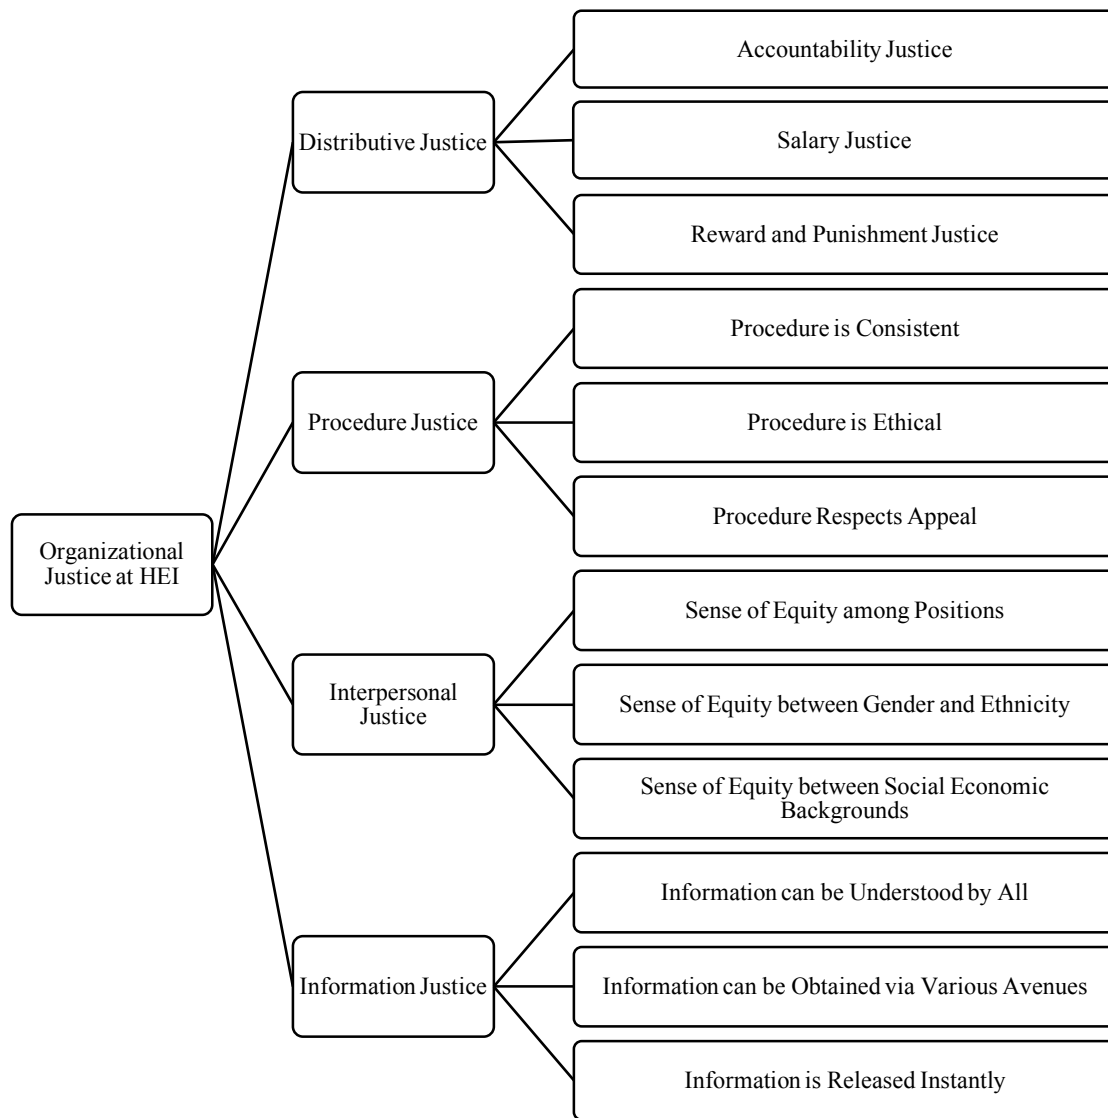 Organizational
Justice at HEI
Distributive Justice
Accountability Justice
Salary Justice
Reward and Punishment Justice
Procedure Justice
Procedure is Consistent
Procedure is Ethical
Procedure Respects Appeal
Interpersonal
Justice
Sense of Equity among Positions
Sense of Equity between Gender and Ethnicity
Sense of Equity between Social Economic
Backgrounds
Information Justice
Information can be Understood by All
Information can be Obtained via Various Avenues
Information is Released Instantly